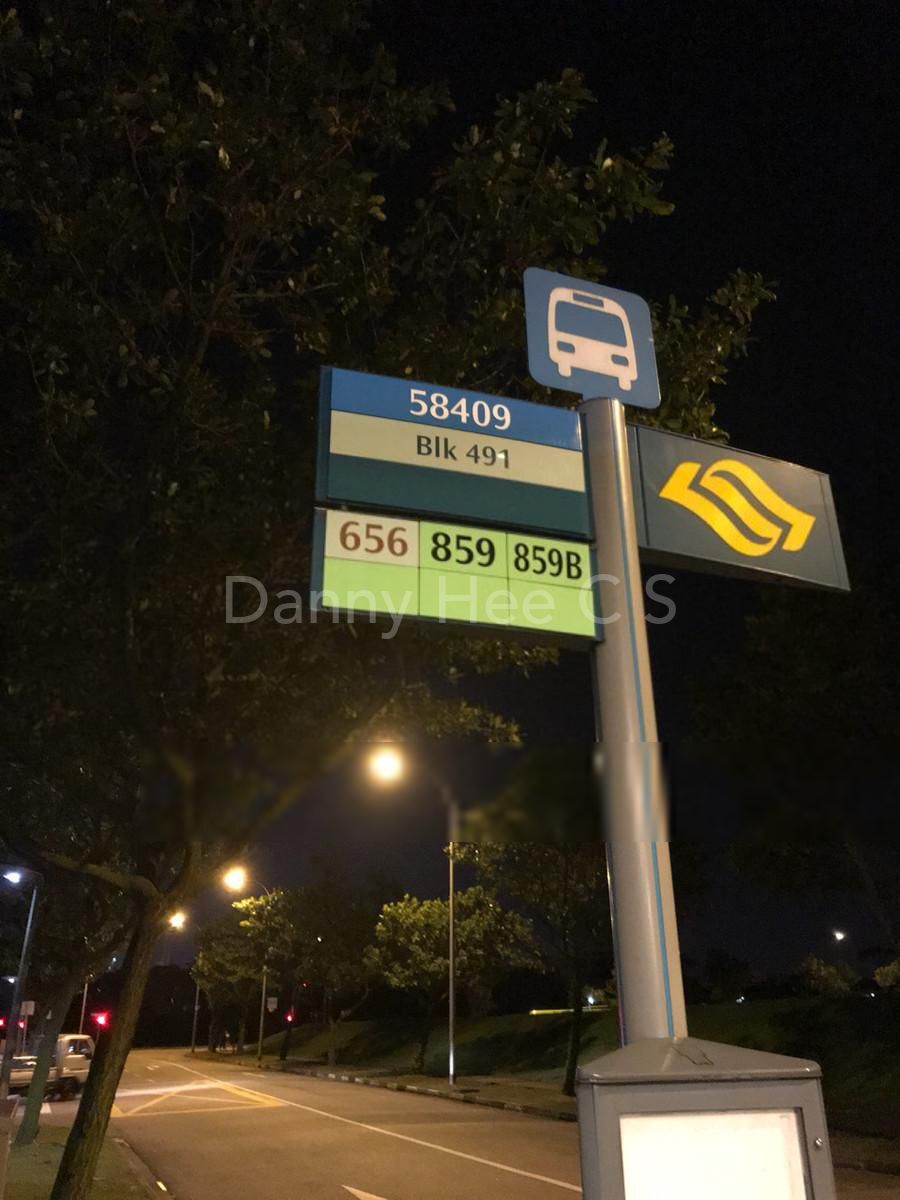 58409
Blk 491
656 859 859B
Danny Hee C S